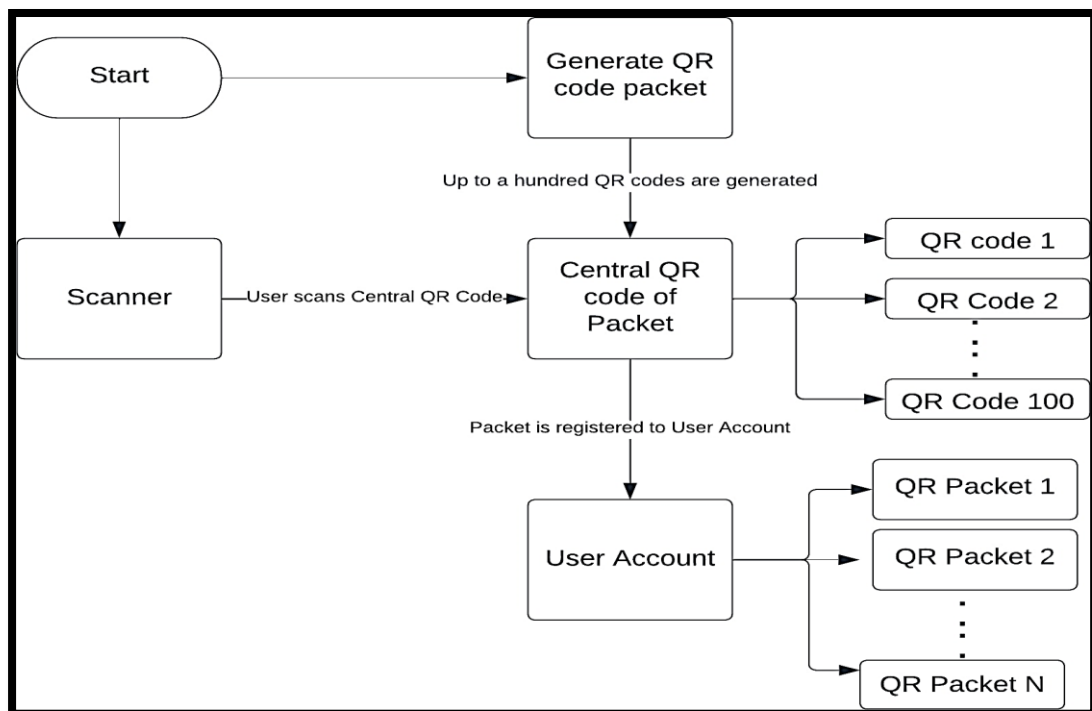 Start
Generate QR
code packet
Up to a hundred QR codes are generated
Scanner
User scans Central QR Code
Central QR
code of
Packet
QR code 1
QR Code 2
QR Code 100
Packet is registered to User Account
User Account
QR Packet 1
QR Packet 2
QR Packet N